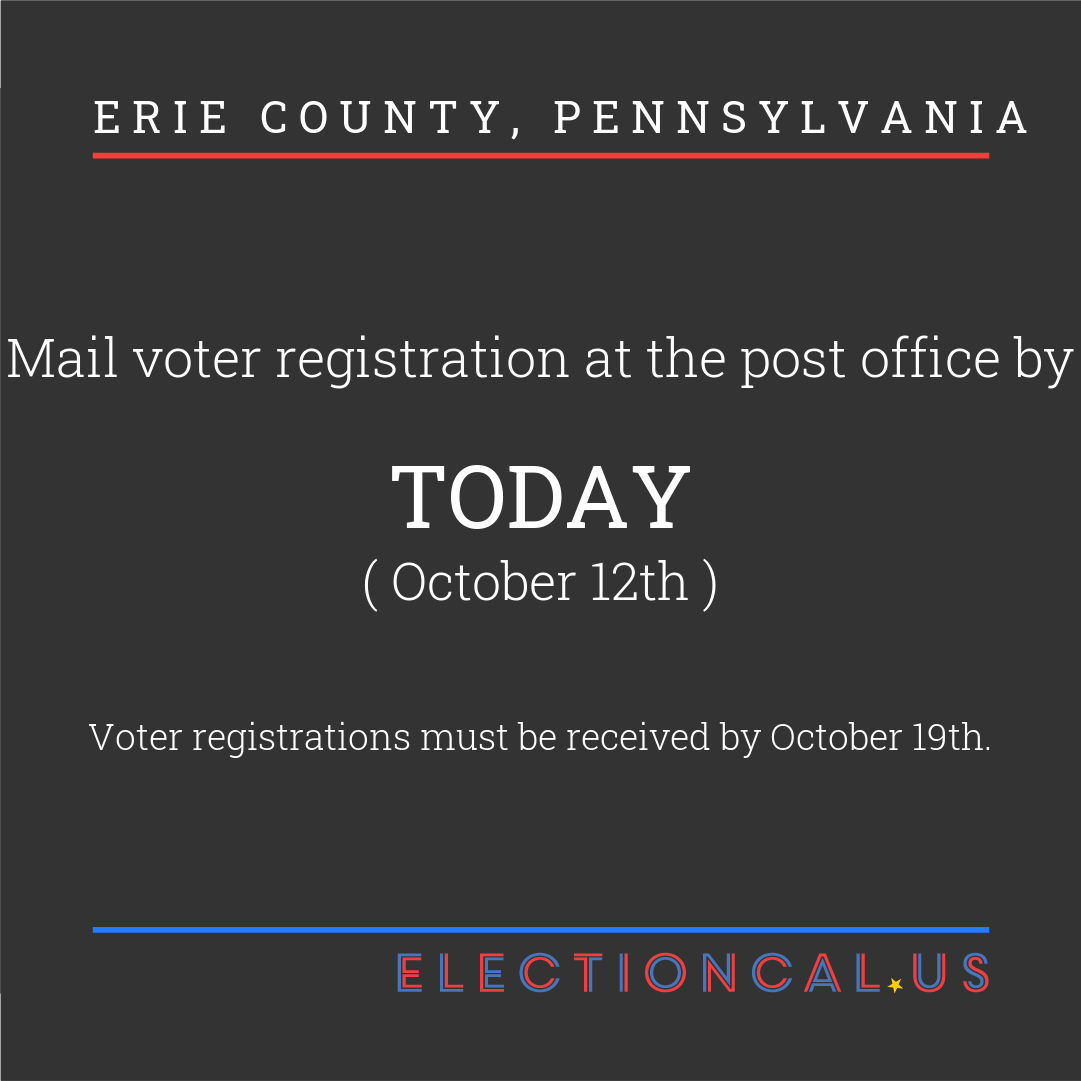 ERIE COUNTY, PENNSYLVANIA
Mail voter registration at the post office by
TODAY
( October 12th )
Voter registrations must be received by October 19th.
ELECTIONCAL.US